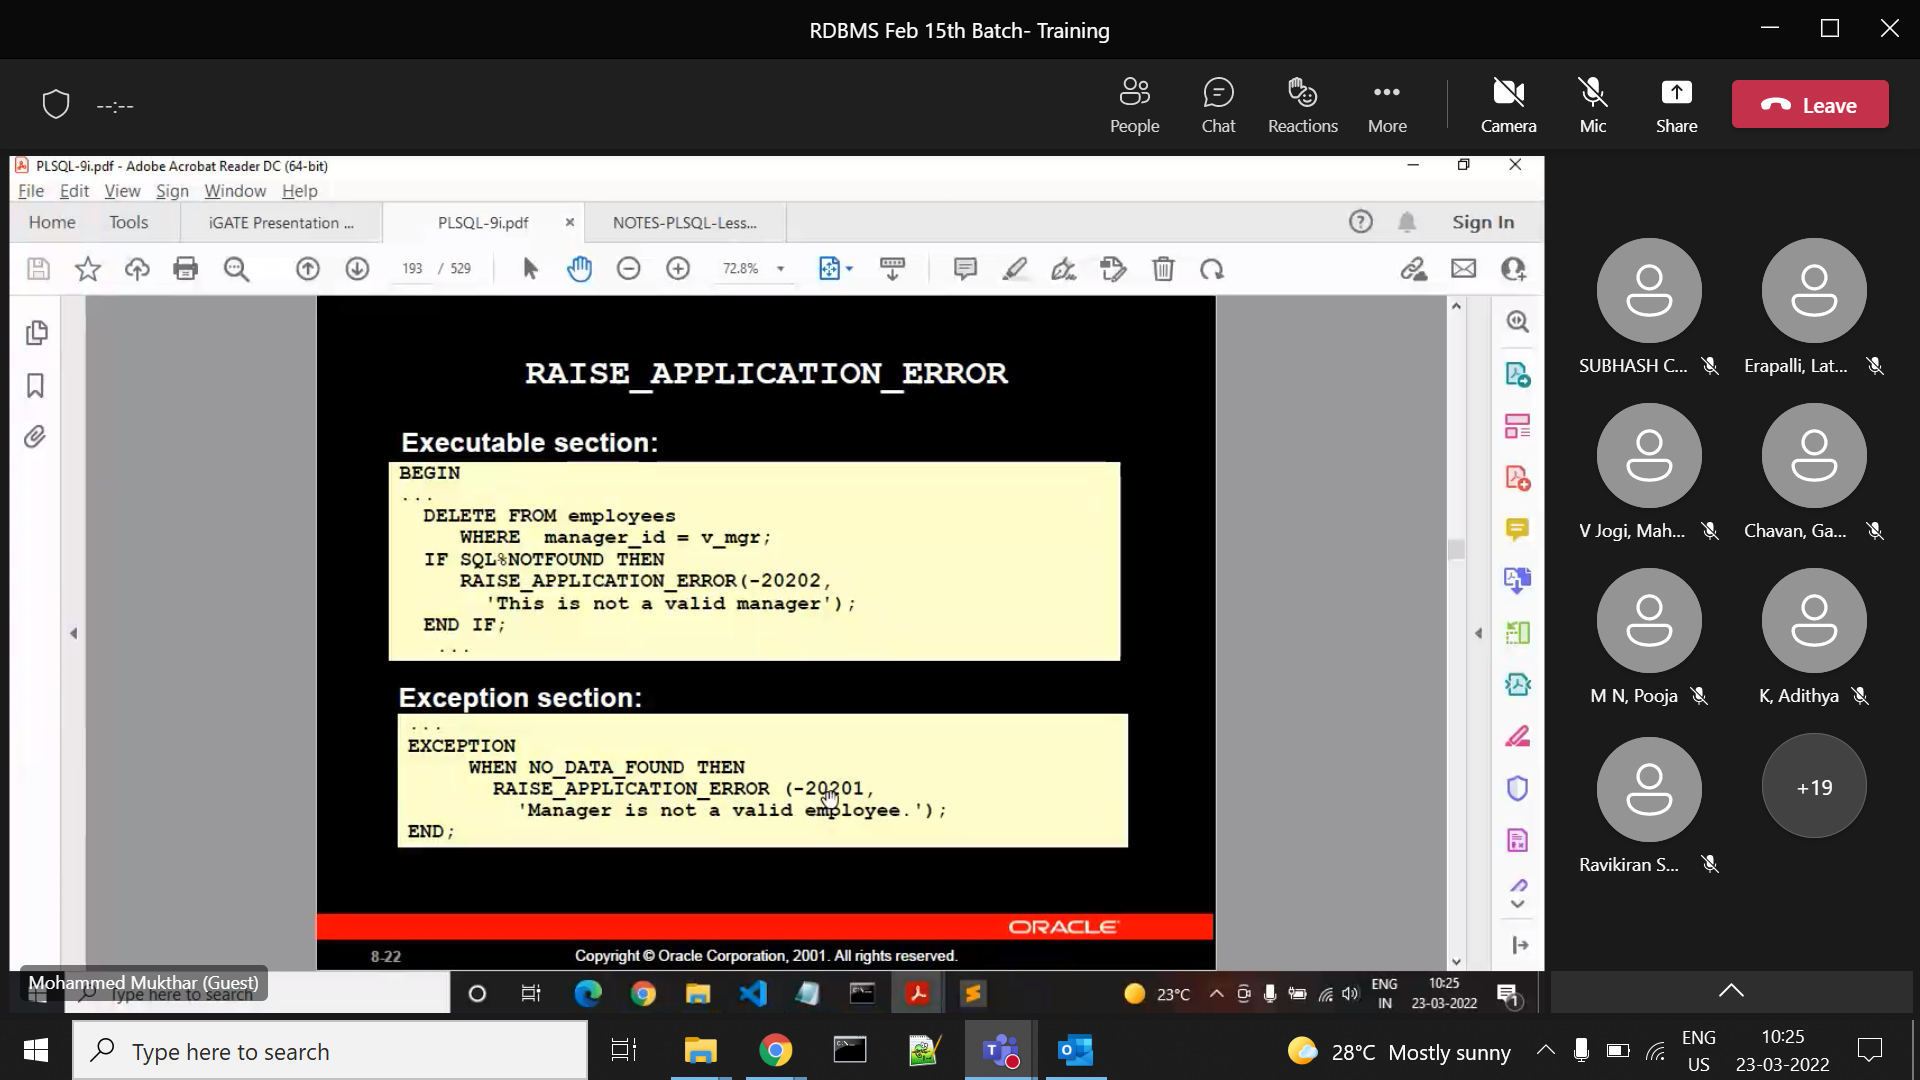 RDBMS Feb 15th Batch- Training
--:--
People
Chat
Reactions
More
Camera
Mic
Share
Leave
PLSQL-9i.pdf - Adobe Acrobat Reader DC (64-bit)
File Edit View Sign Window Help
Home Tools iGATE Presentation ... PLSQL-9i.pdf × NOTES-PLSQL-Less... Sign In
193 / 529 72.8%
RAISE_APPLICATION_ERROR
Executable section:
BEGIN
...
DELETE FROM employees
WHERE manager_id = v_mgr;
IF SQL%NOTFOUND THEN
RAISE_APPLICATION_ERROR(-20202,
'This is not a valid manager');
END IF;
...
Exception section:
...
EXCEPTION
WHEN NO_DATA_FOUND THEN
RAISE_APPLICATION_ERROR (-20201,
'Manager is not a valid employee.');
END;
ORACLE
8-22 Copyright © Oracle Corporation, 2001. All rights reserved.
SUBHASH C...
Erapalli, Lat...
V Jogi, Mah...
Chavan, Ga...
M N, Pooja
K, Adithya
Ravikiran S...
+19
Mohammed Mukthar (Guest)
Type here to search
23°C
ENG
IN
10:25
23-03-2022
1
Type here to search
28°C Mostly sunny
ENG
US
10:25
23-03-2022